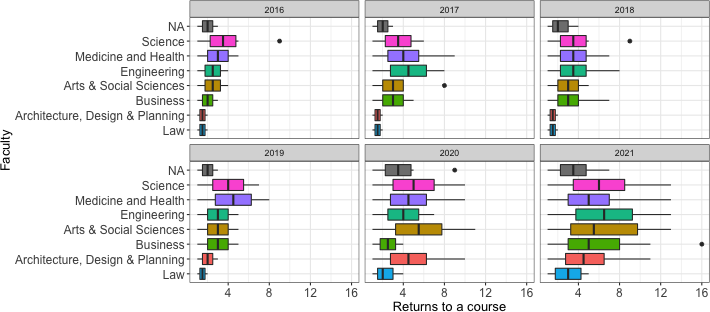 2016 2017 2018
NA
Science
Medicine and Health
Engineering
Arts & Social Sciences
Business
Architecture, Design & Planning
Law
Faculty
2019 2020 2021
NA
Science
Medicine and Health
Engineering
Arts & Social Sciences
Business
Architecture, Design & Planning
Law
4 8 12 16 4 8 12 16 4 8 12 16
Returns to a course